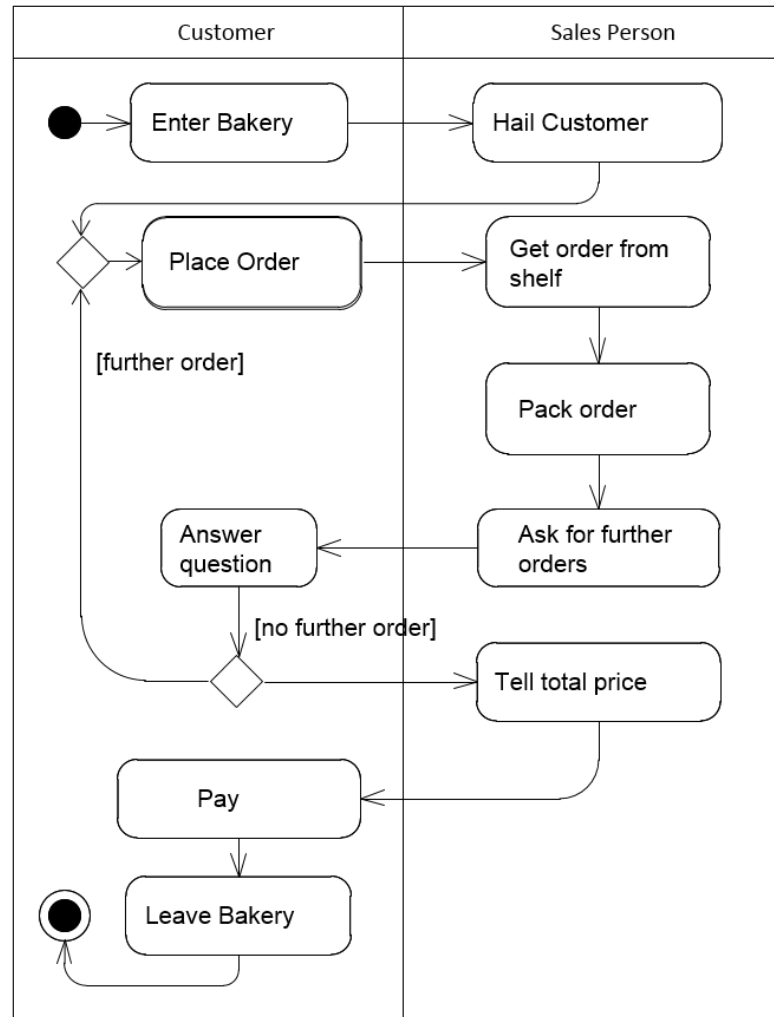 Customer
Sales Person
Enter Bakery
Hail Customer
Place Order
Get order from
shelf
[further order]
Pack order
Answer
question
Ask for further
orders
[no further order]
Tell total price
Pay
Leave Bakery